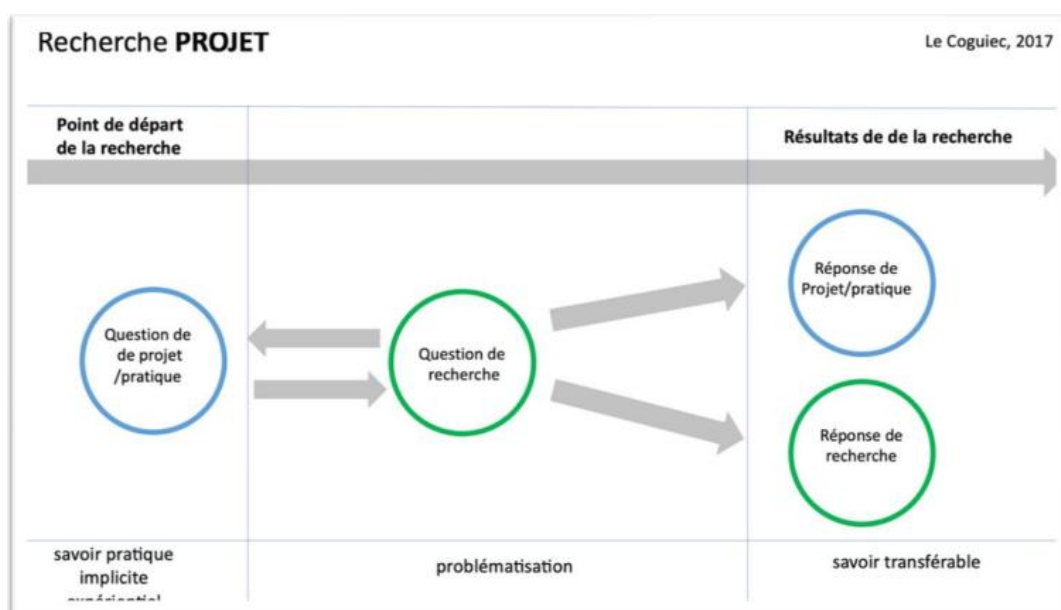 Recherche PROJET
Le Coguiec, 2017
Point de départ
de la recherche
Résultats de de la recherche
Question de
de projet
/pratique
Question de
recherche
Réponse de
Projet/pratique
Réponse de
recherche
savoir pratique
implicite
problématisation
savoir transférable